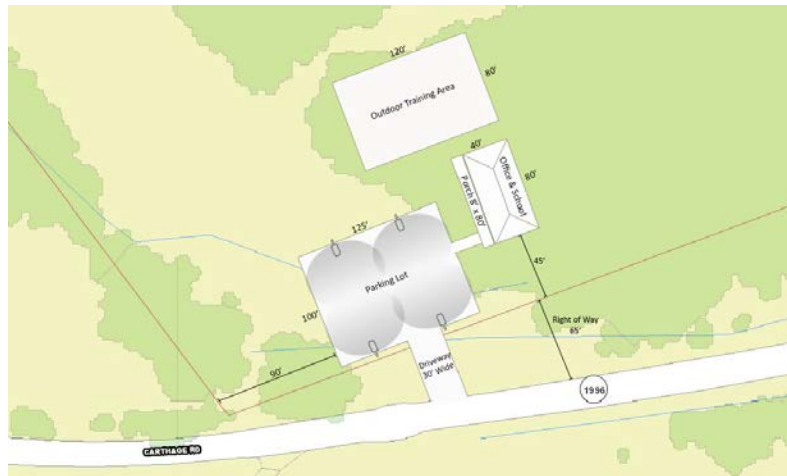 120'
80'
Outdoor Training Area
40'
Office & School
80'
Porch 8' x 80'
125'
Parking Lot
100'
45'
Right of Way
65'
90'
Driveway
30' Wide
1996
CARTHAGE RD